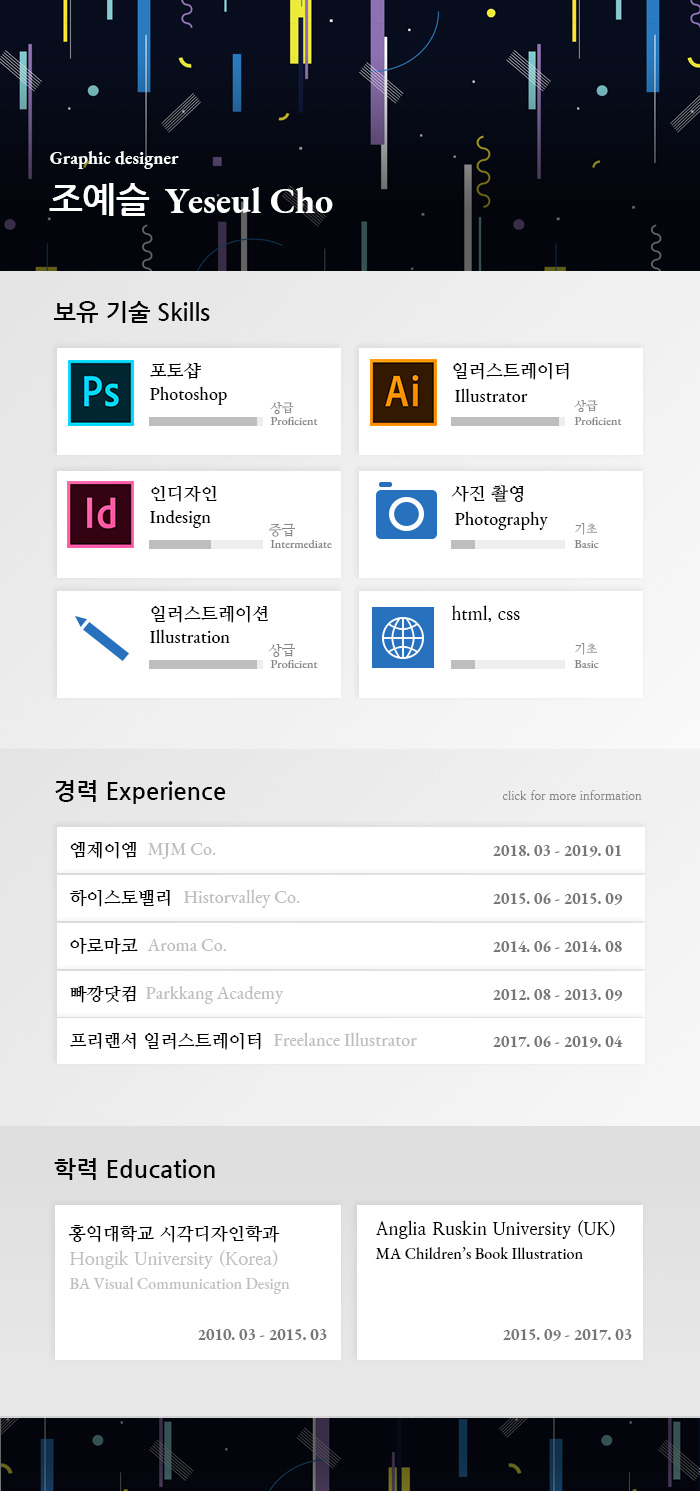 Graphic designer
조예슬 Yeseul Cho
보유 기술 Skills
Ps
포토샵
Photoshop
상급
Proficient
Ai
일러스트레이터
Illustrator
상급
Proficient
Id
인디자인
Indesign
중급
Intermediate
사진 촬영
Photography
기초
Basic
일러스트레이션
Illustration
상급
Proficient
html, css
기초
Basic
경력 Experience
click for more information
엠제이엠 MJM Co. 2018. 03 - 2019. 01
하이스토밸리 Historvalley Co. 2015. 06 - 2015. 09
아로마코 Aroma Co. 2014. 06 - 2014. 08
빠깡닷컴 Parkkang Academy 2012. 08 - 2013. 09
프리랜서 일러스트레이터 Freelance Illustrator 2017. 06 - 2019. 04
학력 Education
홍익대학교 시각디자인학과
Hongik University (Korea)
BA Visual Communication Design
2010. 03 - 2015. 03
Anglia Ruskin University (UK)
MA Children's Book Illustration
2015. 09 - 2017. 03